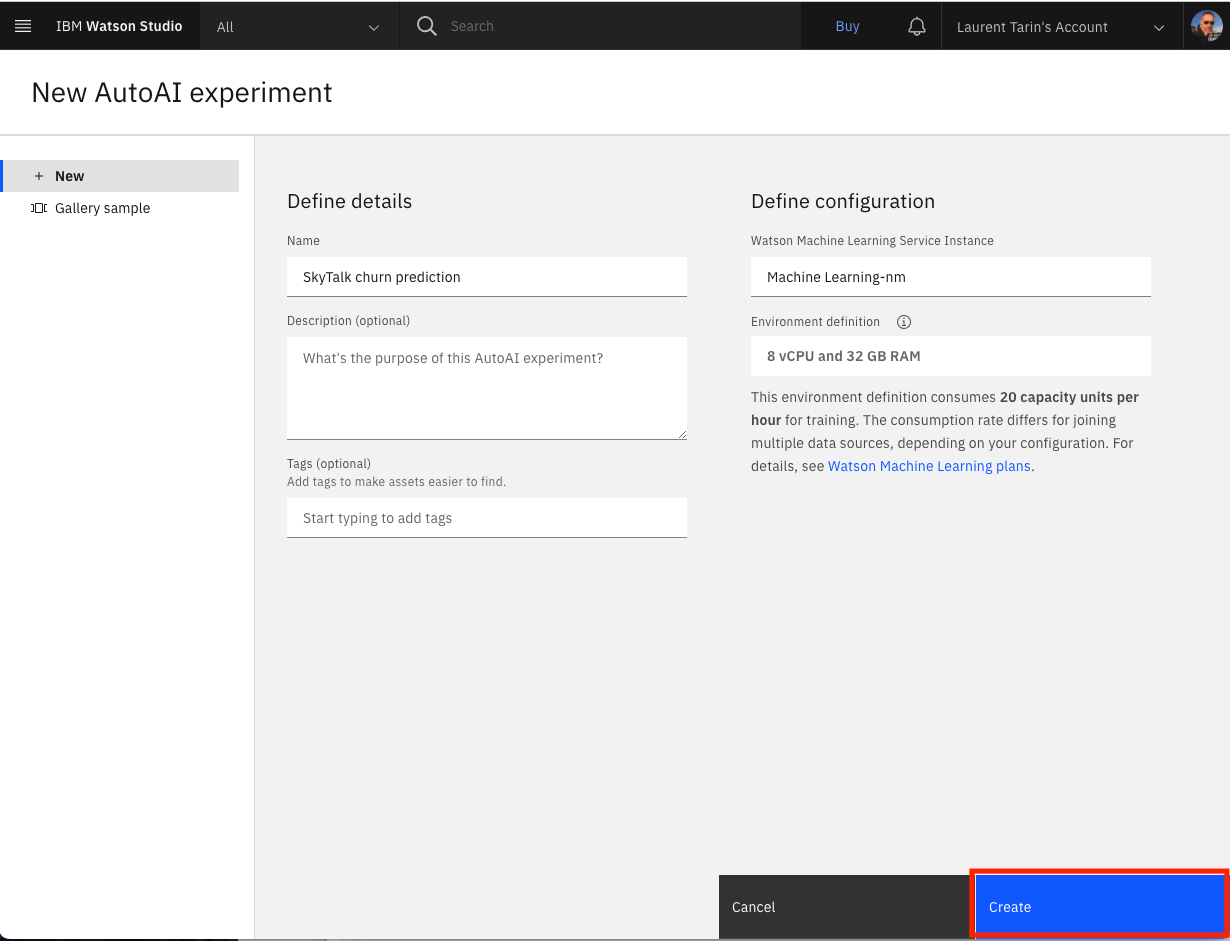 IBM Watson Studio
All
Search
Buy
Laurent Tarin's Account
New AutoAI experiment
New
Gallery sample
Define details
Name
SkyTalk churn prediction
Description (optional)
What's the purpose of this AutoAI experiment?
Tags (optional)
Add tags to make assets easier to find.
Start typing to add tags
Define configuration
Watson Machine Learning Service Instance
Machine Learning-nm
Environment definition
8 vCPU and 32 GB RAM
This environment definition consumes 20 capacity units per
hour for training. The consumption rate differs for joining
multiple data sources, depending on your configuration. For
details, see Watson Machine Learning plans.
Cancel
Create